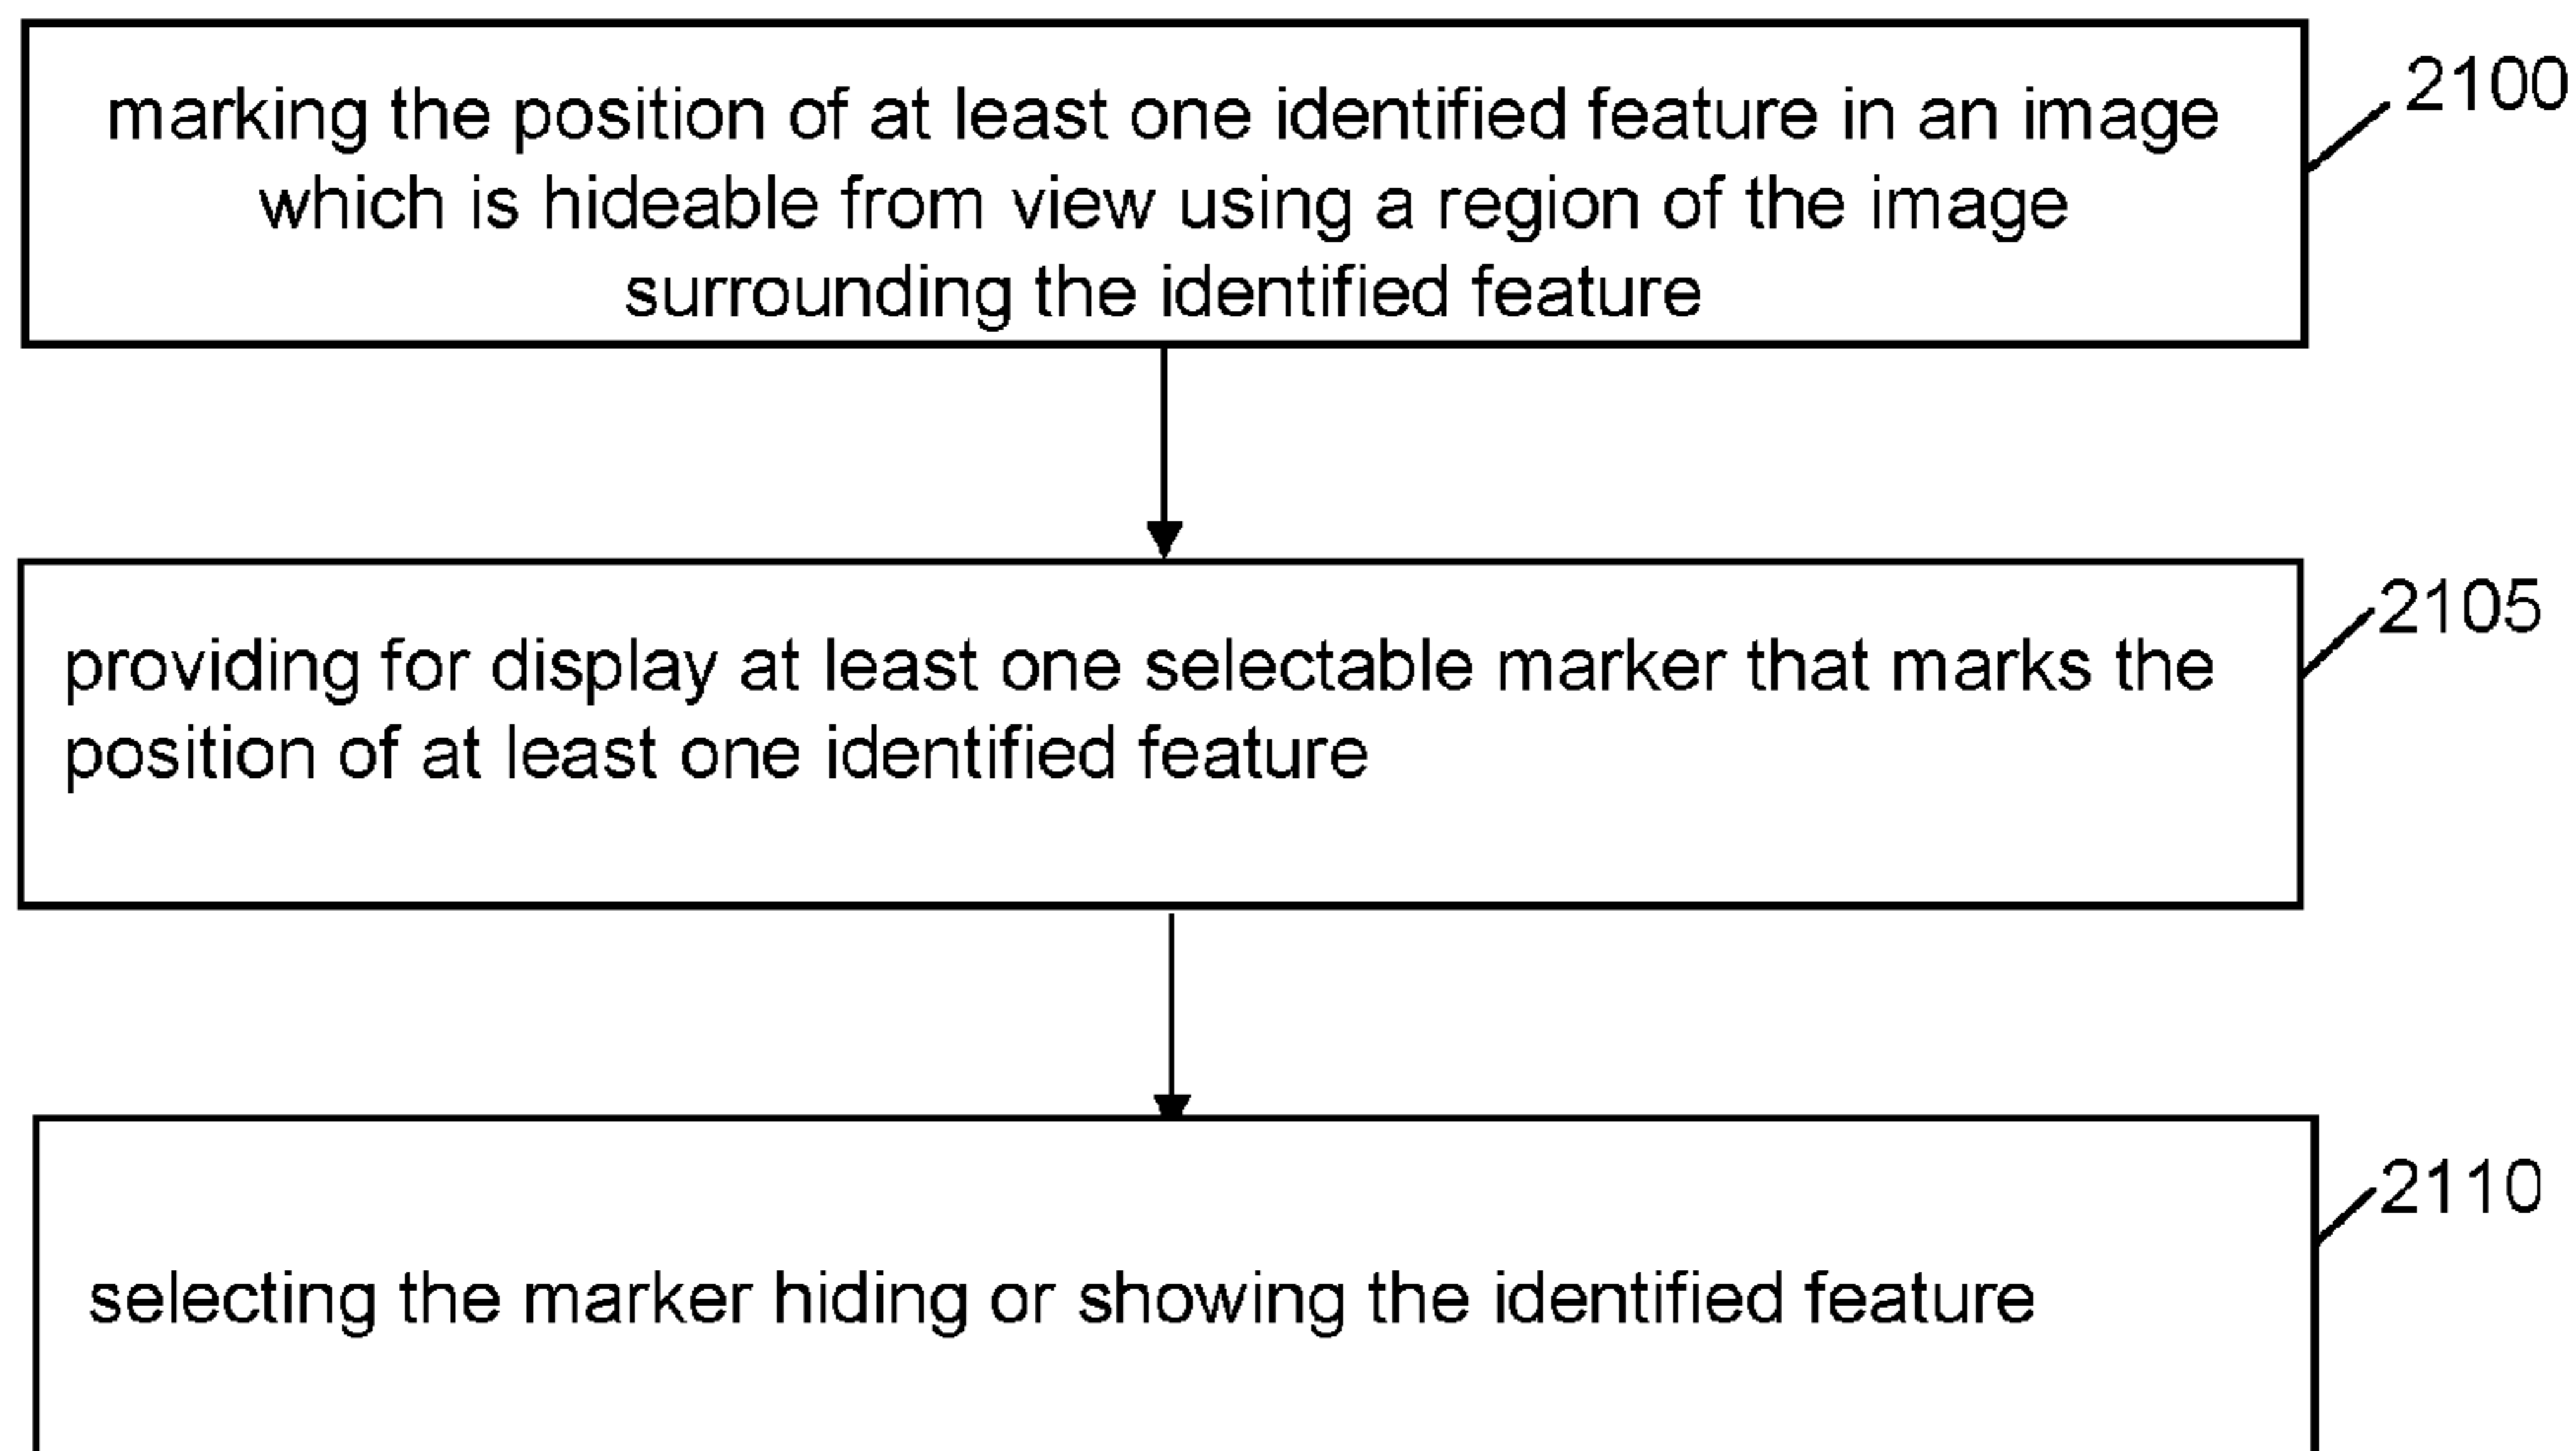 marking the position of at least one identified feature in an image
which is hideable from view using a region of the image
surrounding the identified feature
2100
providing for display at least one selectable marker that marks the
position of at least one identified feature
2105
selecting the marker hiding or showing the identified feature
2110